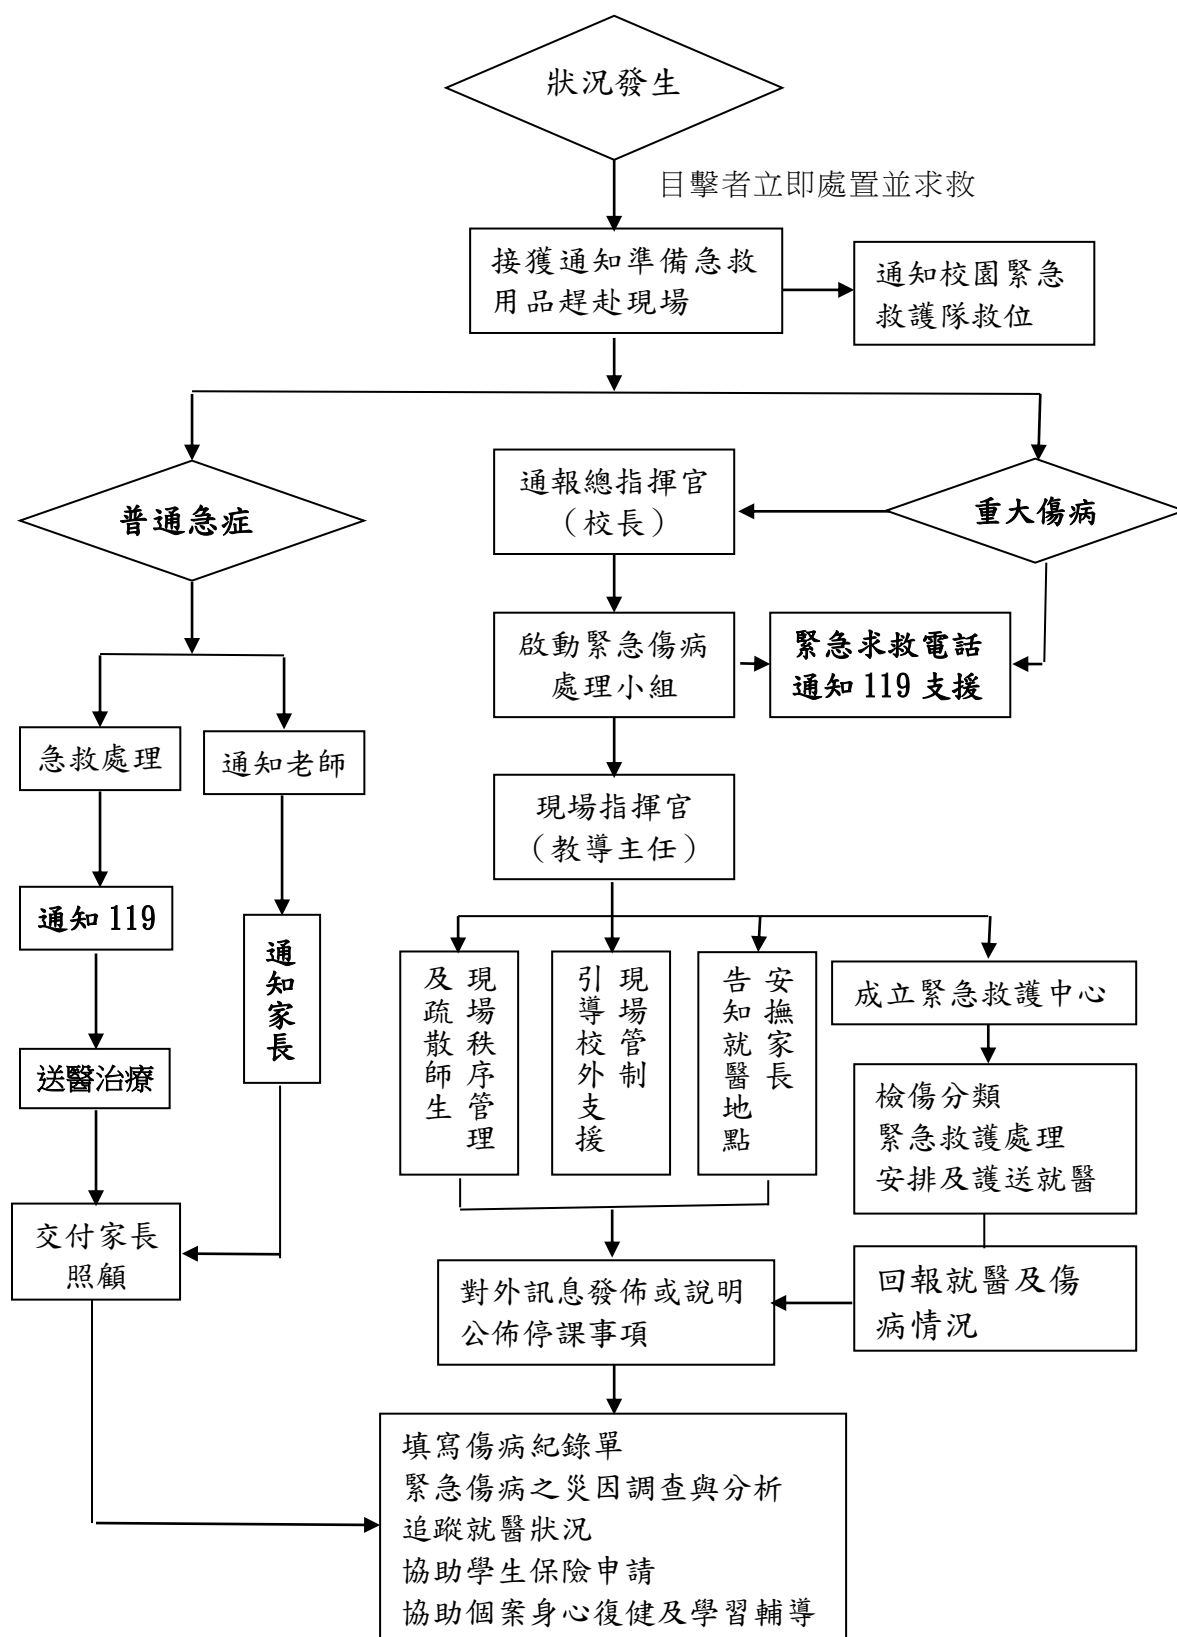 狀況發生
目擊者立即處置並求救
接獲通知準備急救
用品趕赴現場
通知校園緊急
救護隊救位
普通急症
通報總指揮官
（校長）
重大傷病
啟動緊急傷病
處理小組
緊急求救電話
通知 119 支援
急救處理
通知老師
現場指揮官
（教導主任）
通知 119
通知家長
現場秩序管理
及疏散師生
現場管制
引導校外支援
安撫家長
告知就醫地點
成立緊急救護中心
送醫治療
檢傷分類
緊急救護處理
安排及護送就醫
交付家長
照顧
對外訊息發佈或說明
公佈停課事項
回報就醫及傷
病情況
填寫傷病紀錄單
緊急傷病之災因調查與分析
追蹤就醫狀況
協助學生保險申請
協助個案身心復健及學習輔導